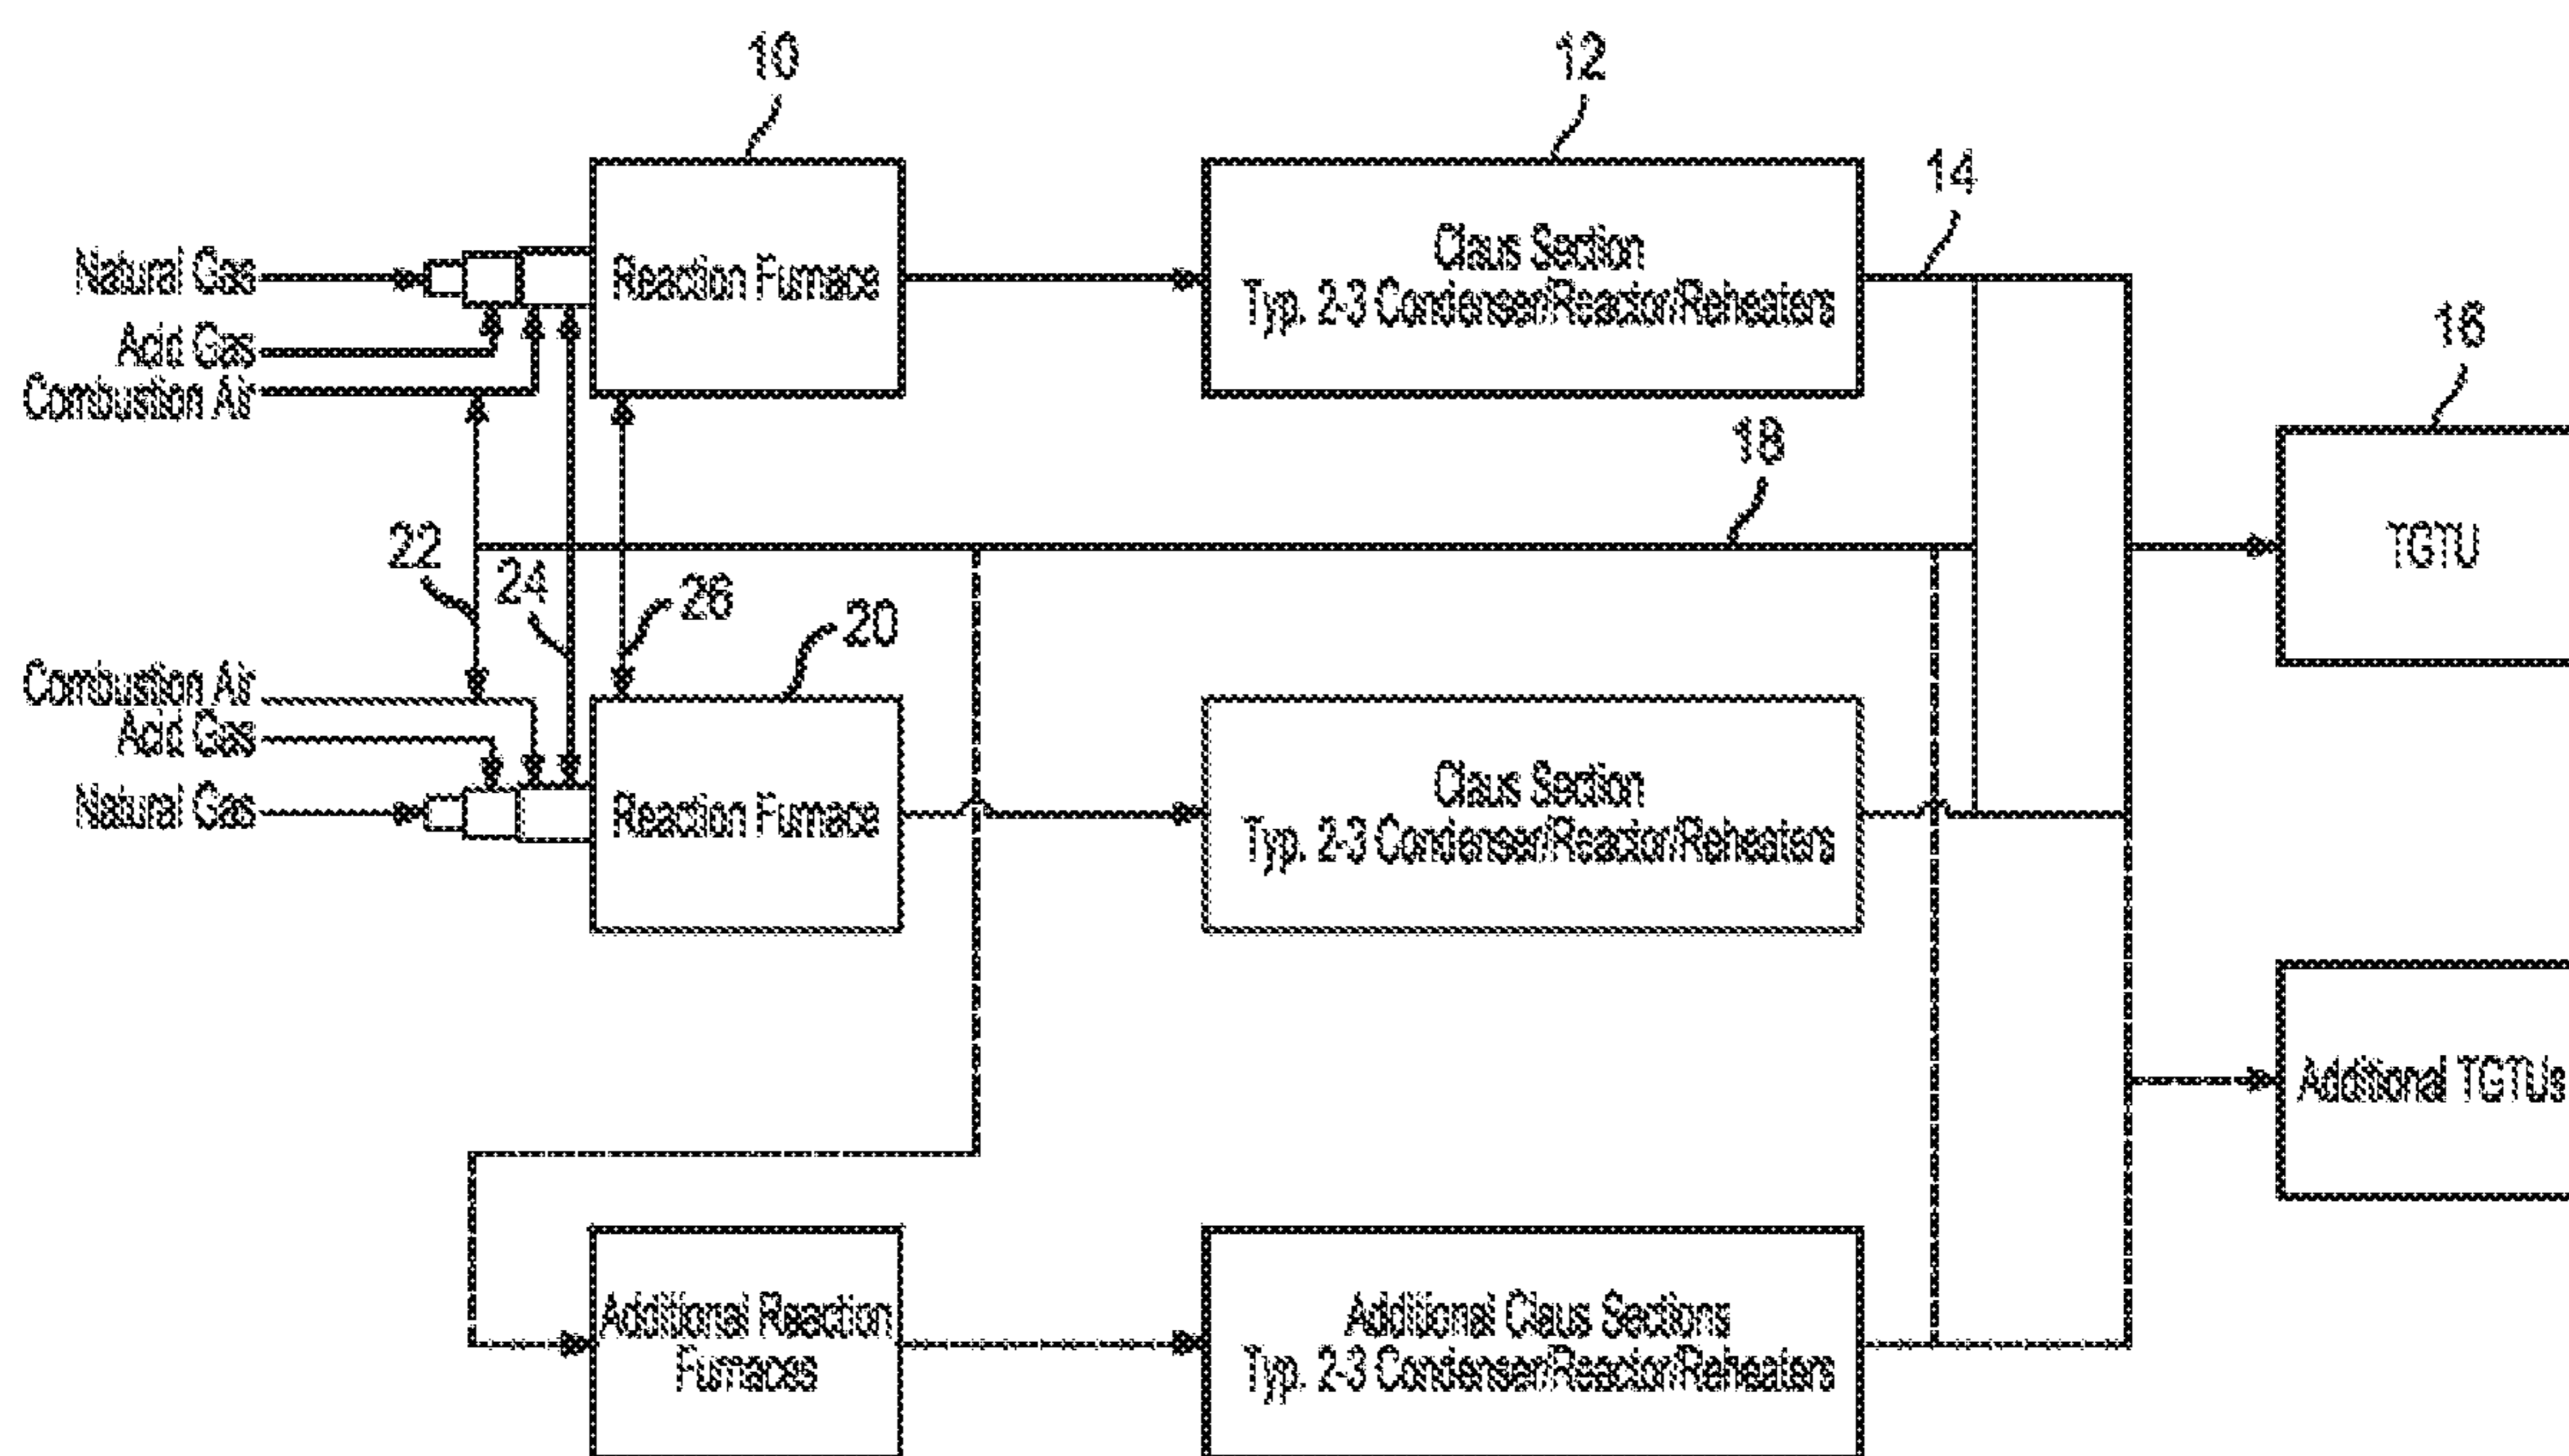 10
12
14
Natural Gas
Reaction Furnace
Claus Section
Typ. 2-3 Condenser/Reactor/Reheaters
Acid Gas
Combustion Air
16
18
TGTU
22
24
26
20
Combustion Air
Acid Gas
Natural Gas
Reaction Furnace
Claus Section
Typ. 2-3 Condenser/Reactor/Reheaters
Additional TGTUs
Additional Reaction
Furnaces
Additional Claus Sections
Typ. 2-3 Condenser/Reactor/Reheaters